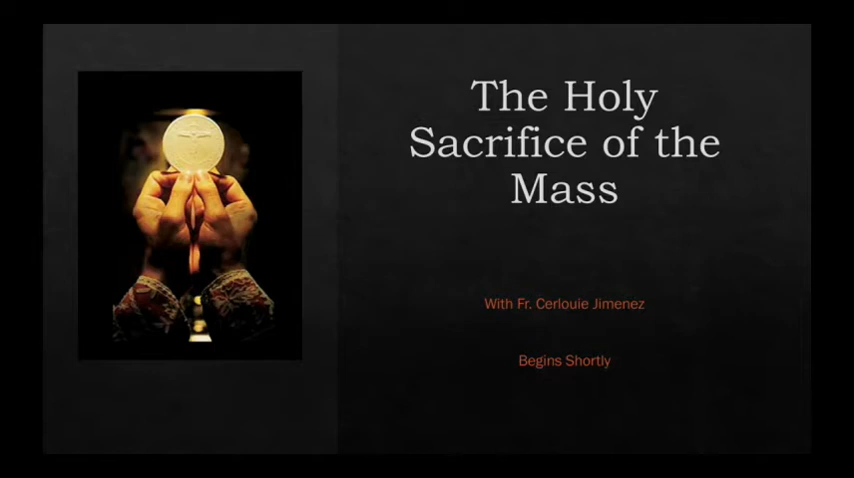 The Holy
Sacrifice of the
Mass
With Fr. Cerlouie Jimenez
Begins Shortly